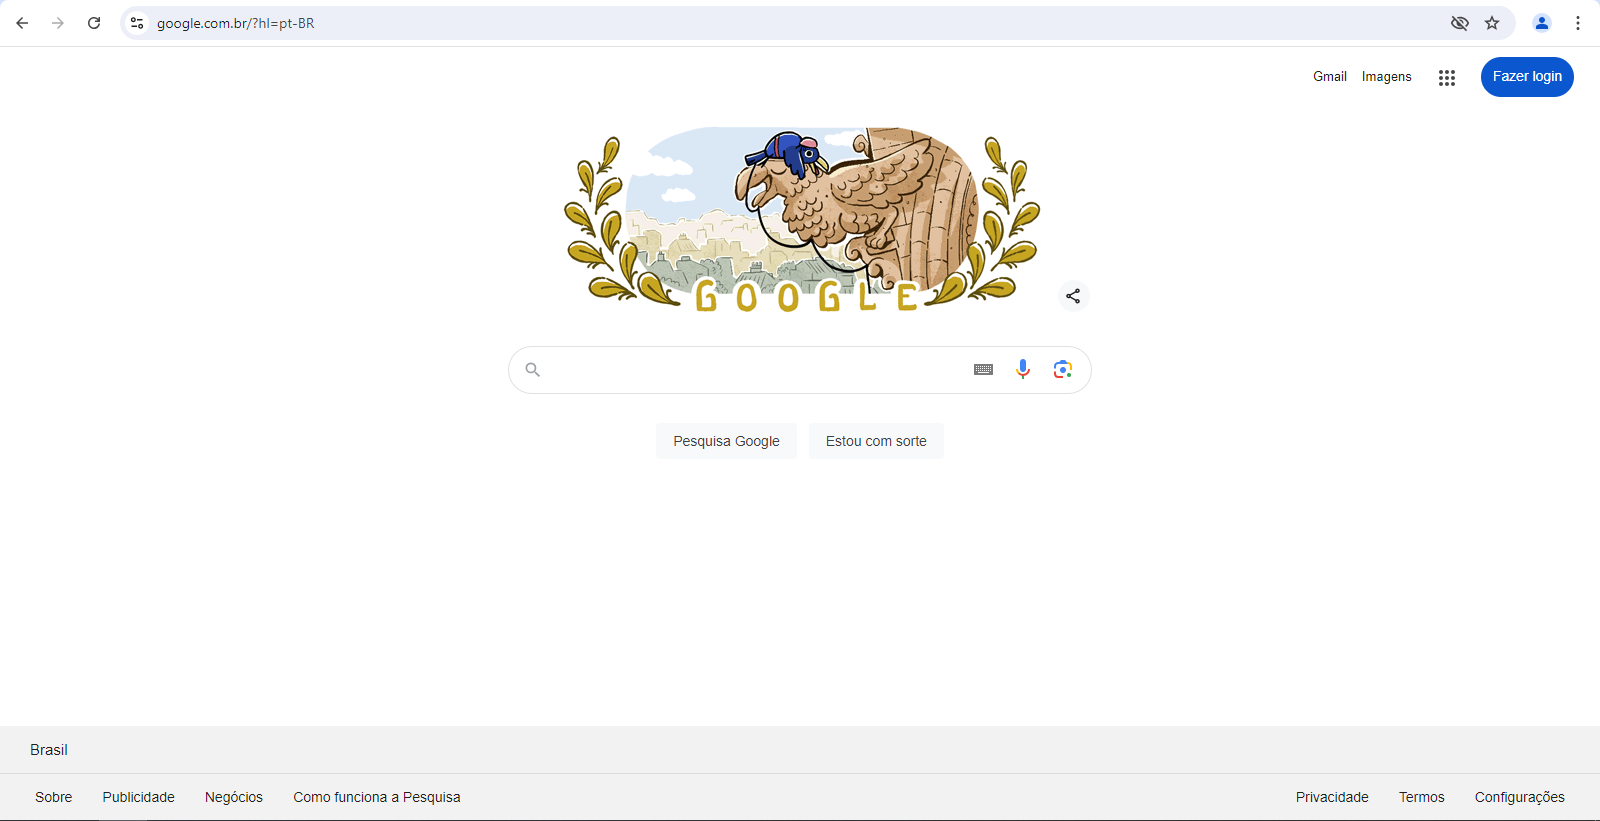 google.com.br/?hl=pt-BR
Gmail Imagens Fazer login
GOOGLE
Pesquisa Google Estou com sorte
Brasil
Sobre Publicidade Negócios Como funciona a Pesquisa Privacidade Termos Configurações